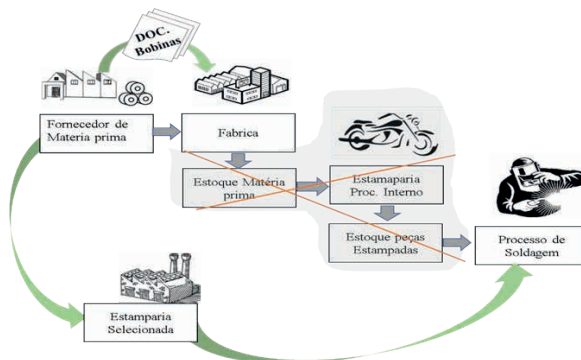 DOC.
Bobinas
Fornecedor de
Materia prima
Fabrica
Estoque Matéria
prima
Estamaparia
Proc. Interno
Estoque peças
Estampadas
Processo de
Soldagem
Estamparia
Selecionada